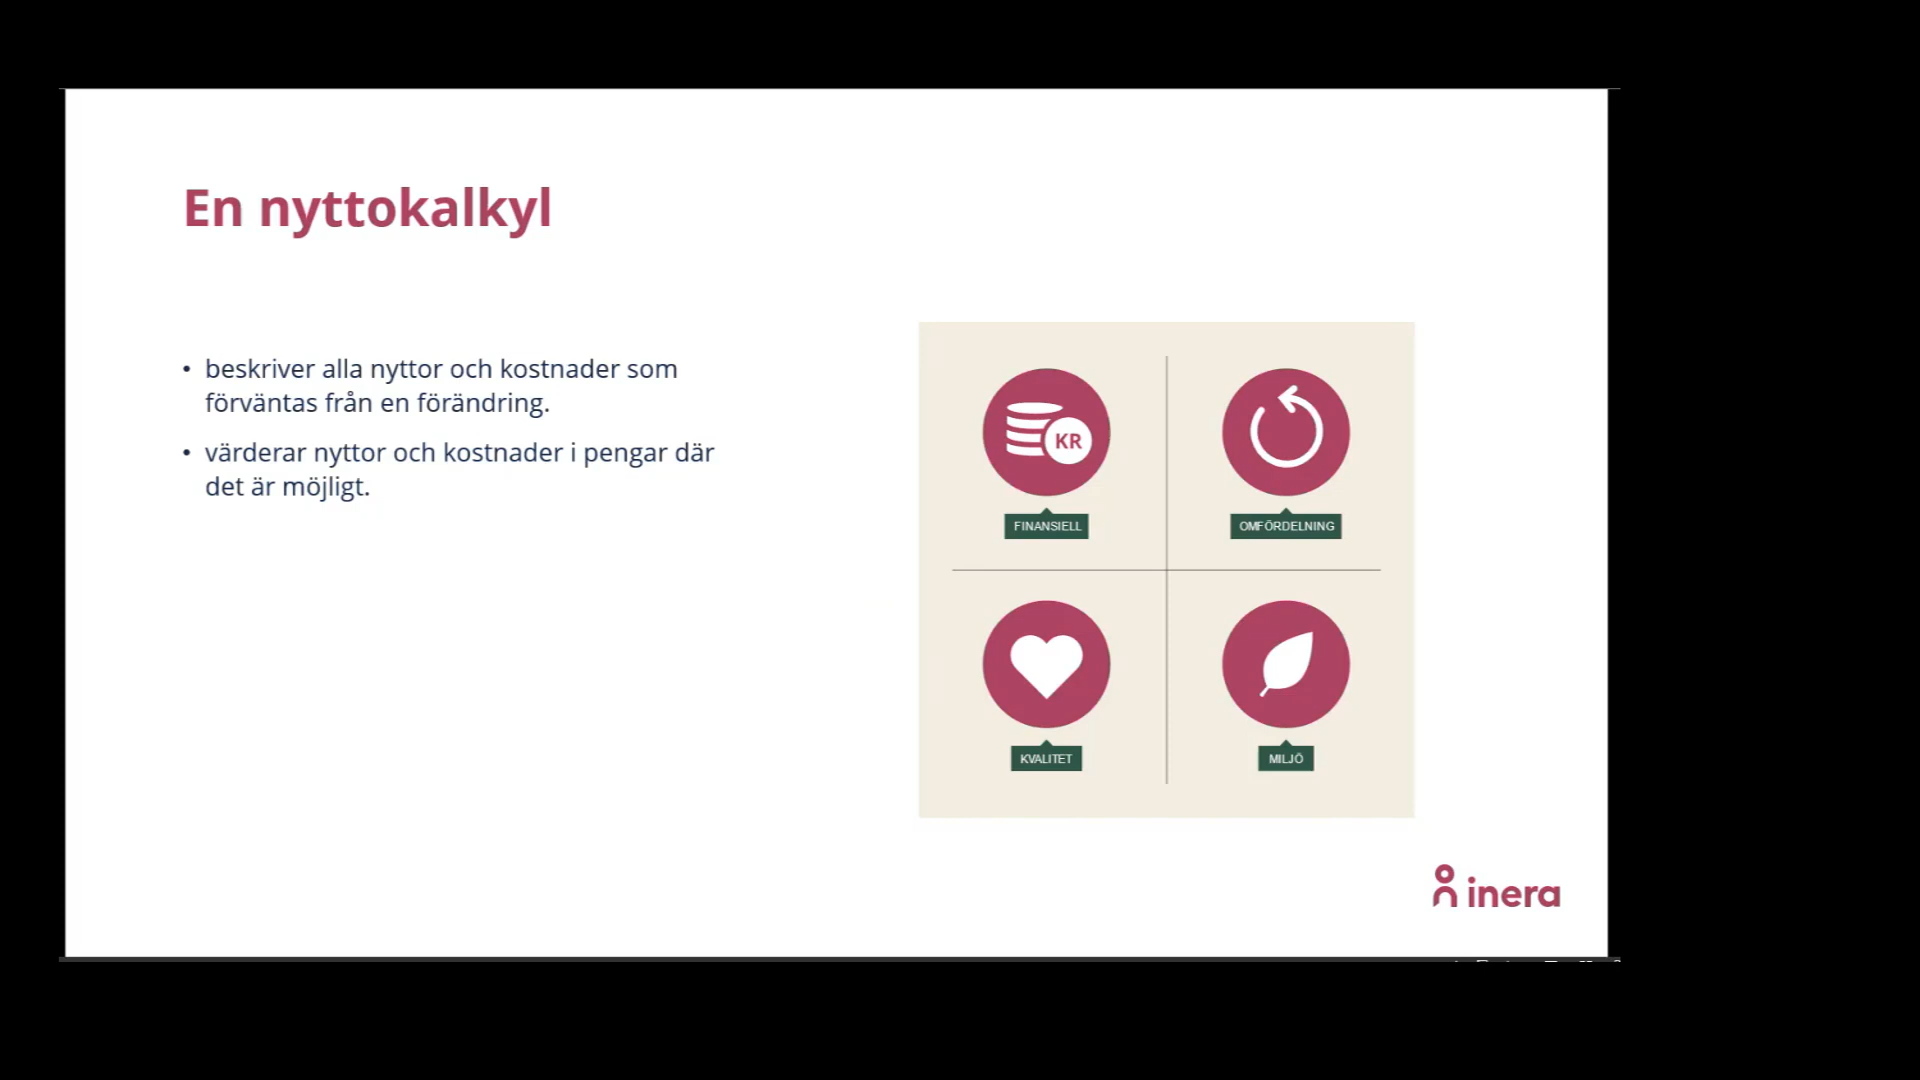 En nyttokalkyl
• beskriver alla nyttor och kostnader som
förväntas från en förändring.
• värderar nyttor och kostnader i pengar där
det är möjligt.
KR
FINANSIELL
OMFÖRDELNING
KVALITET
MILJÖ
inera